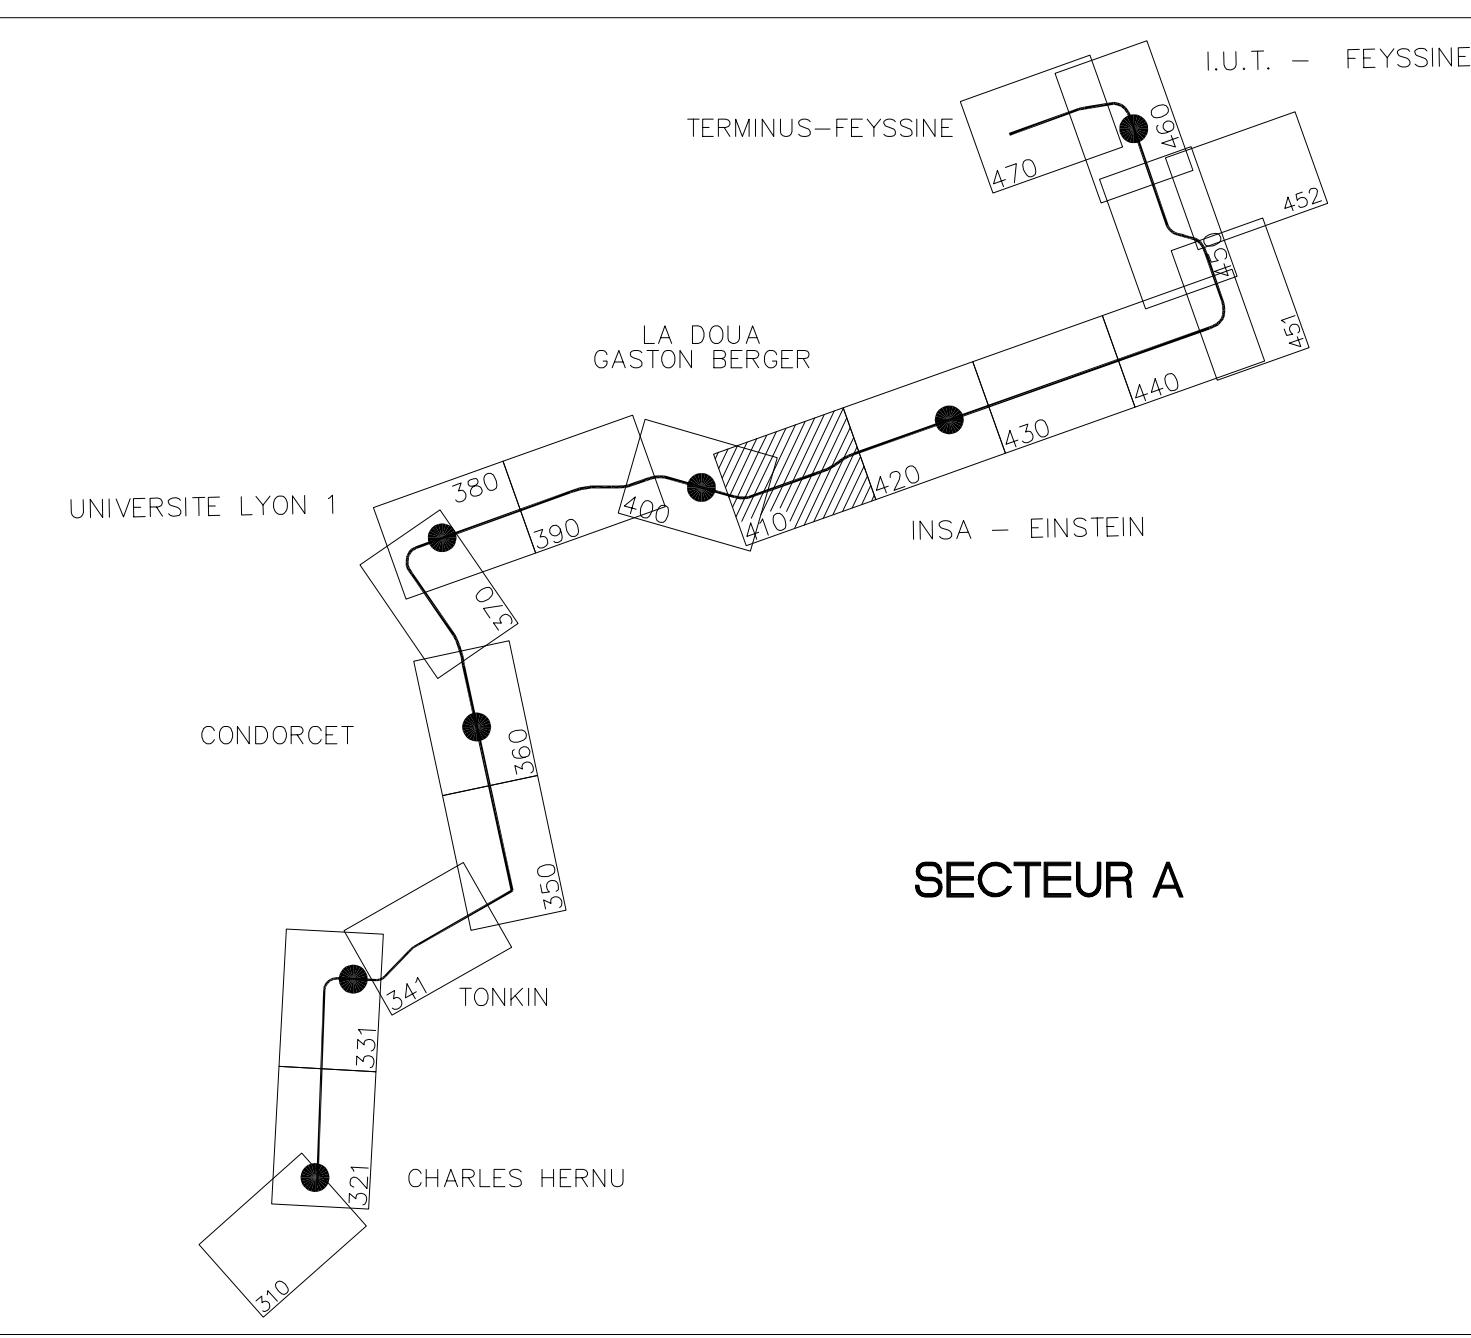 I.U.T. - FEYSSINE
TERMINUS-FEYSSINE
460
470
452
450
451
LA DOUA
GASTON BERGER
440
430
420
410
400
380
390
UNIVERSITE LYON 1
INSA - EINSTEIN
370
CONDORCET
360
350
SECTEUR A
341
TONKIN
331
321
CHARLES HERNU
310